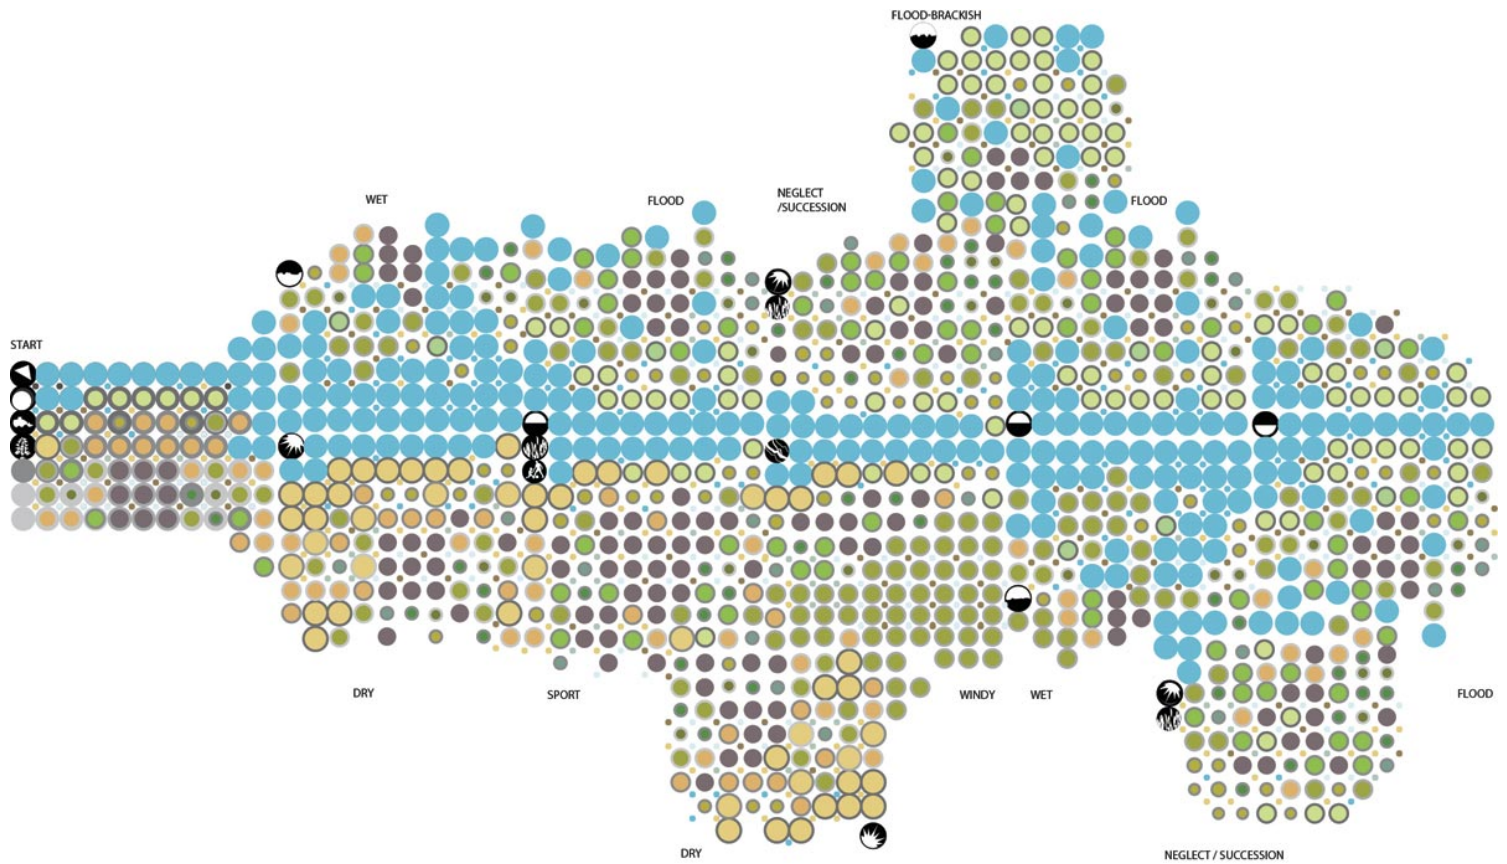 FLOOD-BRACKISH
WET
FLOOD
NEGLECT
/SUCCESSION
FLOOD
START
DRY
SPORT
WINDY
WET
FLOOD
DRY
NEGLECT / SUCCESSION